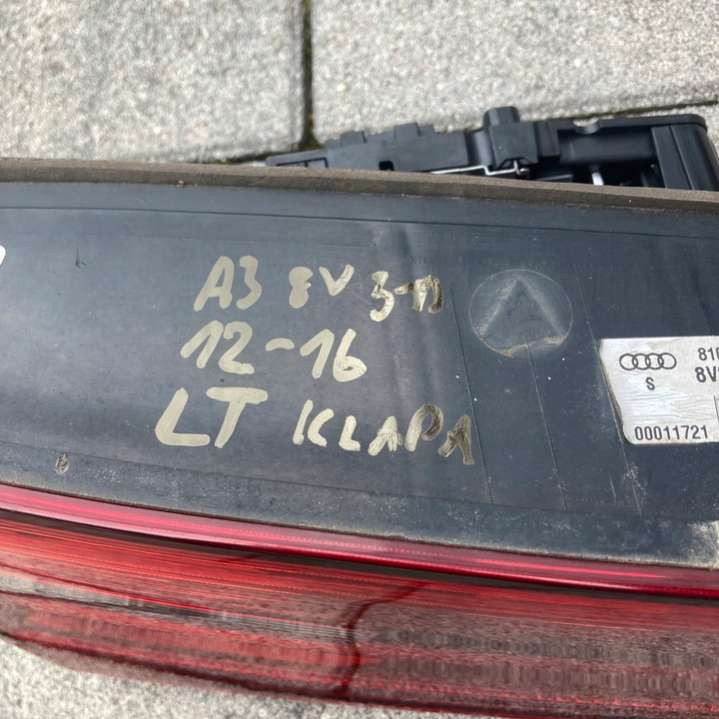 A3 8V 3-D
12-16
LT KLAPA
S
8V
00011721